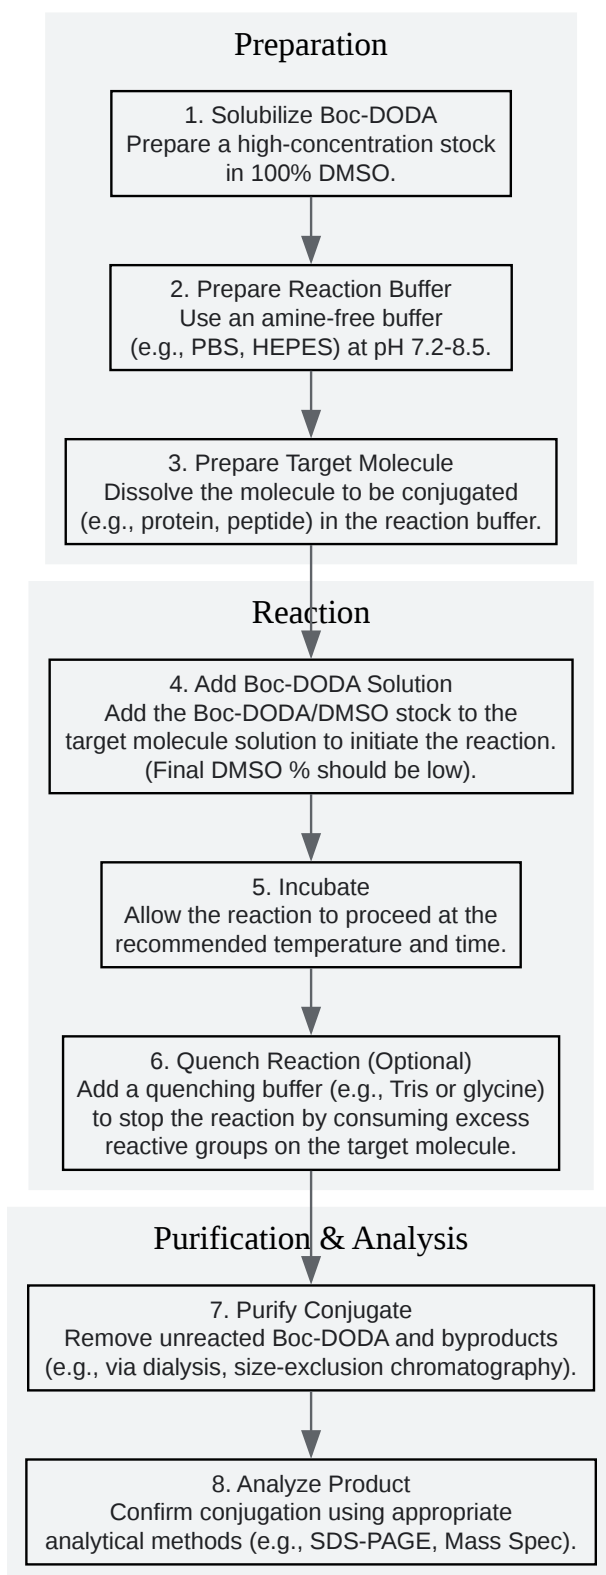 Preparation
1. Solubilize Boc-DODA
Prepare a high-concentration stock
in 100% DMSO.
2. Prepare Reaction Buffer
Use an amine-free buffer
(e.g., PBS, HEPES) at pH 7.2-8.5.
3. Prepare Target Molecule
Dissolve the molecule to be conjugated
(e.g., protein, peptide) in the reaction buffer.
Reaction
4. Add Boc-DODA Solution
Add the Boc-DODA/DMSO stock to the
target molecule solution to initiate the reaction.
(Final DMSO % should be low).
5. Incubate
Allow the reaction to proceed at the
recommended temperature and time.
6. Quench Reaction (Optional)
Add a quenching buffer (e.g., Tris or glycine)
to stop the reaction by consuming excess
reactive groups on the target molecule.
Purification & Analysis
7. Purify Conjugate
Remove unreacted Boc-DODA and byproducts
(e.g., via dialysis, size-exclusion chromatography).
8. Analyze Product
Confirm conjugation using appropriate
analytical methods (e.g., SDS-PAGE, Mass Spec).